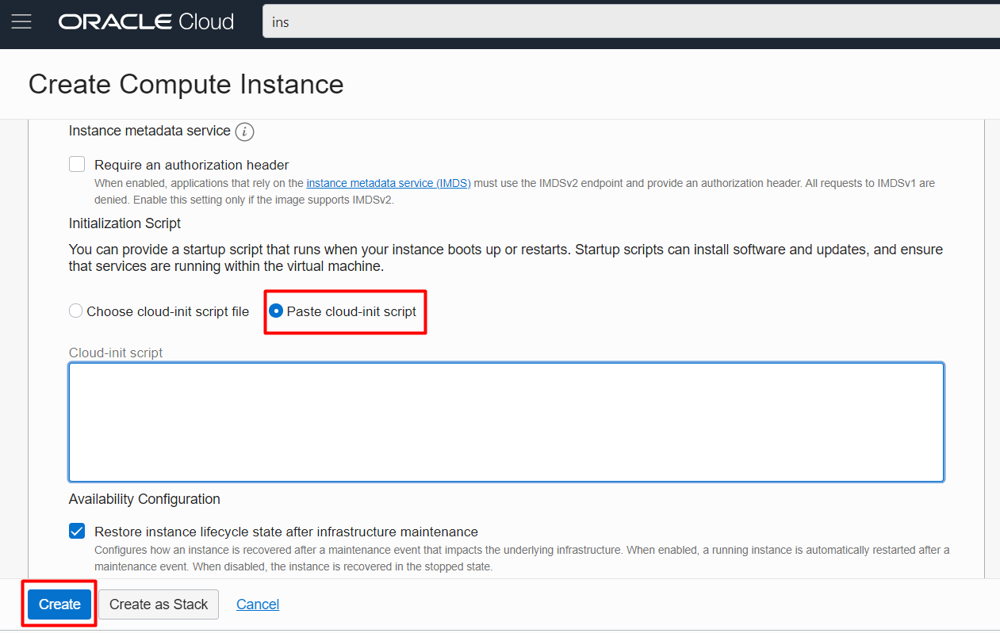 ORACLE Cloud
ins
Create Compute Instance
Instance metadata service i
Require an authorization header
When enabled, applications that rely on the instance metadata service (IMDS) must use the IMDSv2 endpoint and provide an authorization header. All requests to IMDSv1 are
denied. Enable this setting only if the image supports IMDSv2.
Initialization Script
You can provide a startup script that runs when your instance boots up or restarts. Startup scripts can install software and updates, and ensure
that services are running within the virtual machine.
Choose cloud-init script file Paste cloud-init script
Cloud-init script
Availability Configuration
Restore instance lifecycle state after infrastructure maintenance
Configures how an instance is recovered after a maintenance event that impacts the underlying infrastructure. When enabled, a running instance is automatically restarted after a
maintenance event. When disabled, the instance is recovered in the stopped state.
Create Create as Stack Cancel